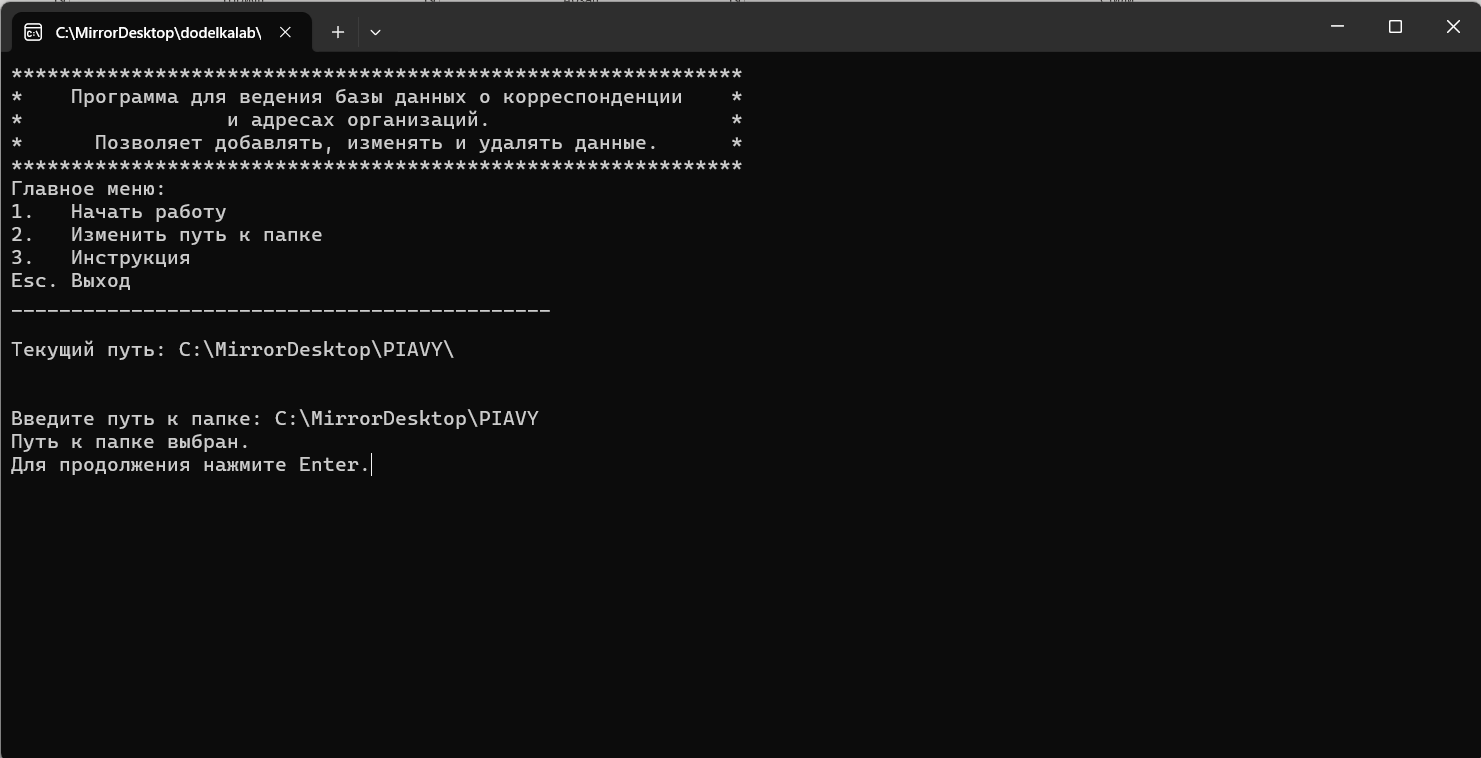 C:\MirrorDesktop\dodelkalab\
*************************************************************
*    Программа для ведения базы данных о корреспонденции    *
*                 и адресах организаций.                    *
*      Позволяет добавлять, изменять и удалять данные.      *
*************************************************************
Главное меню:
1.   Начать работу
2.   Изменить путь к папке
3.   Инструкция
Esc. Выход
_____________________________________________
Текущий путь: C:\MirrorDesktop\PIAVY\
Введите путь к папке: C:\MirrorDesktop\PIAVY
Путь к папке выбран.
Для продолжения нажмите Enter.